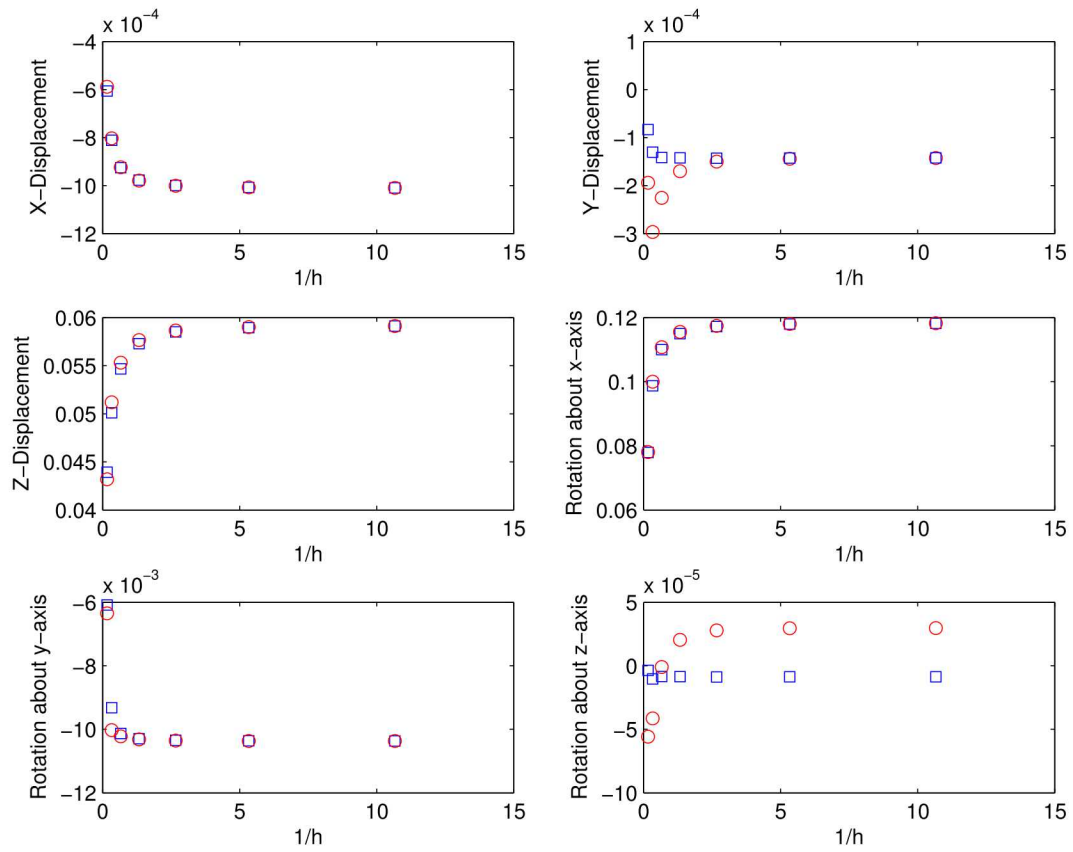 x 10⁻⁴
X−Displacement
−4
−6
−8
−10
−12
0 5 10 15
1/h
x 10⁻⁴
Y−Displacement
1
0
−1
−2
−3
0 5 10 15
1/h
Z−Displacement
0.06
0.055
0.05
0.045
0.04
0 5 10 15
1/h
Rotation about x−axis
0.12
0.1
0.08
0.06
0 5 10 15
1/h
x 10⁻³
Rotation about y−axis
−6
−8
−10
−12
0 5 10 15
1/h
x 10⁻⁵
Rotation about z−axis
5
0
−5
−10
0 5 10 15
1/h